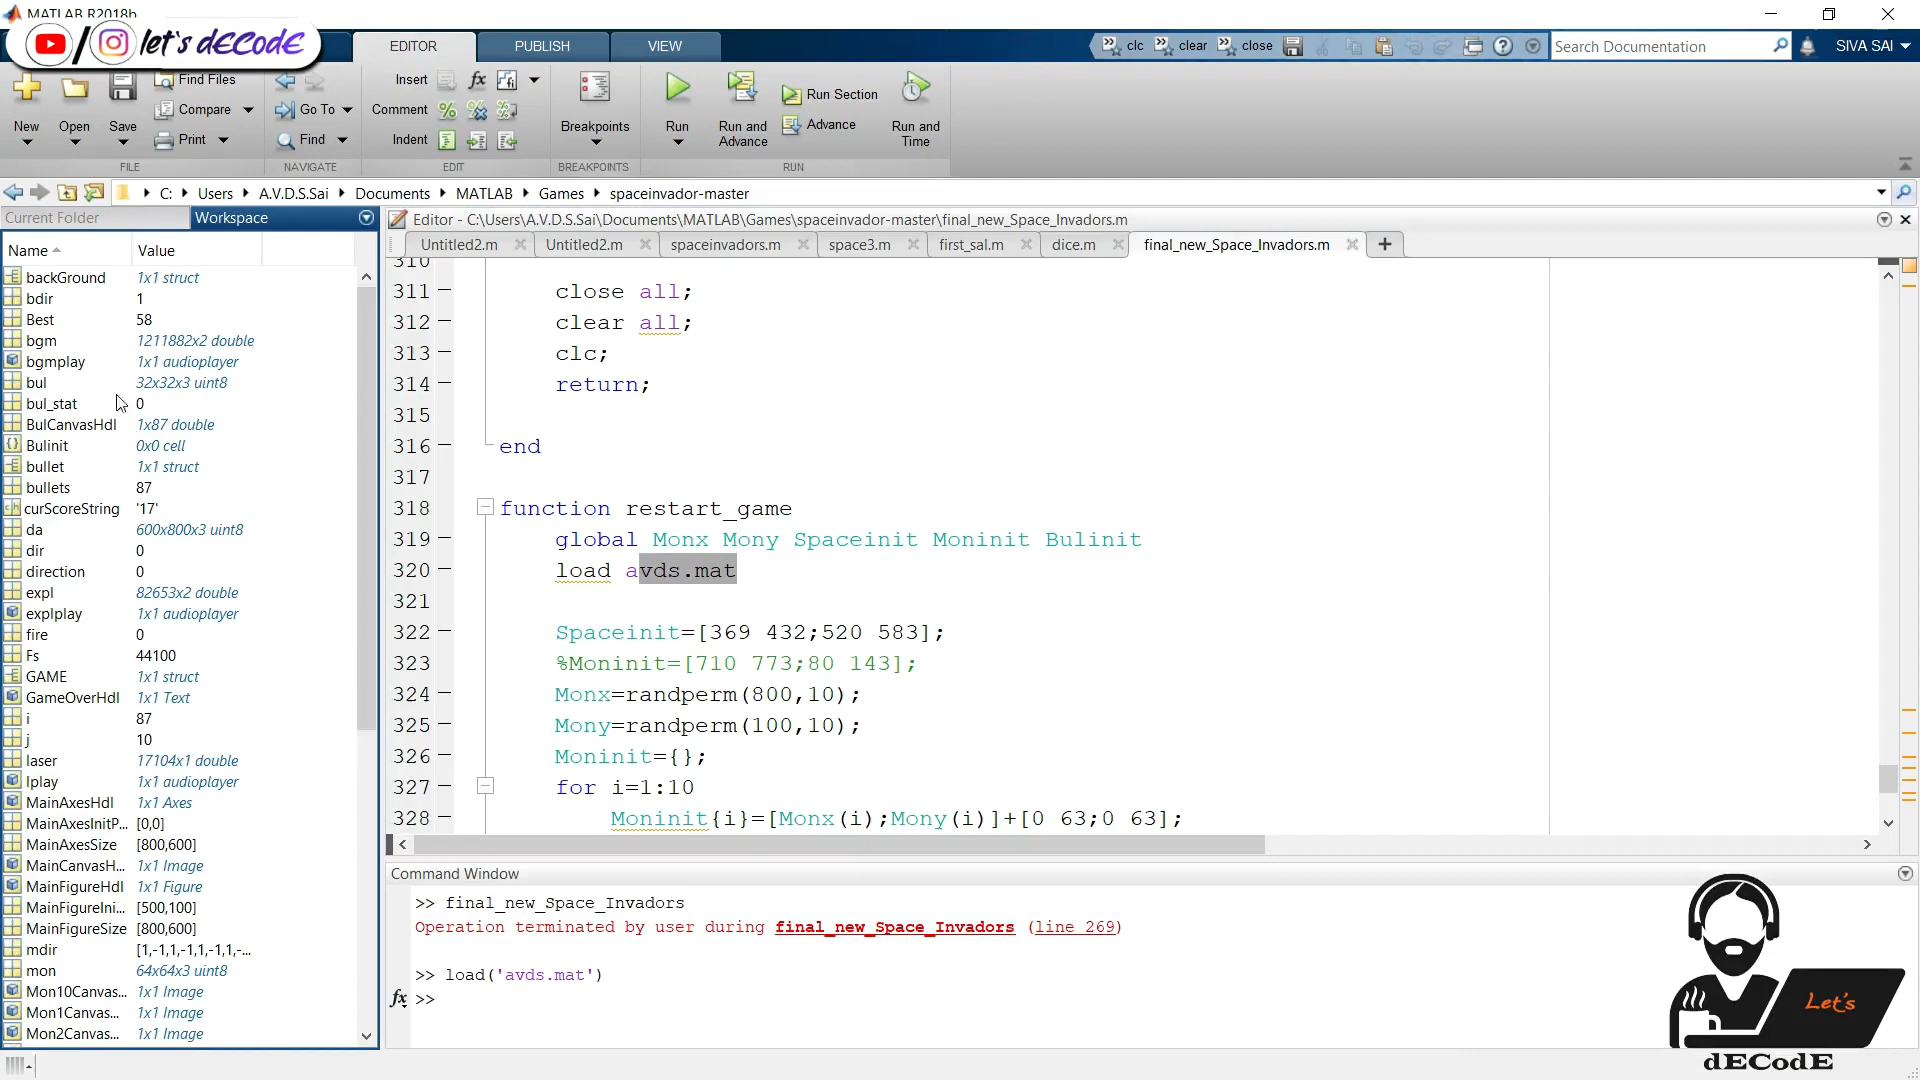 MATLAB R2018b
let's dECodE
EDITOR
PUBLISH
VIEW
clc
clear
close
Search Documentation
SIVA SAI
New
Open
Save
Find Files
Compare
Print
Go To
Find
Insert
Comment
Indent
fx
Breakpoints
Run
Run and Advance
Run Section
Advance
Run and Time
FILE
NAVIGATE
EDIT
BREAKPOINTS
RUN
C: Users A.V.D.S.Sai Documents MATLAB Games spaceinvador-master
Current Folder
Workspace
Name Value
backGround 1x1 struct
bdir 1
Best 58
bgm 1211882x2 double
bgmplay 1x1 audioplayer
bul 32x32x3 uint8
bul_stat 0
BulCanvasHdl 1x87 double
Bulinit 0x0 cell
bullet 1x1 struct
bullets 87
curScoreString '17'
da 600x800x3 uint8
dir 0
direction 0
expl 82653x2 double
explplay 1x1 audioplayer
fire 0
Fs 44100
GAME 1x1 struct
GameOverHdl 1x1 Text
i 87
j 10
laser 17104x1 double
lplay 1x1 audioplayer
MainAxesHdl 1x1 Axes
MainAxesInitP... [0,0]
MainAxesSize [800,600]
MainCanvasH... 1x1 Image
MainFigureHdl 1x1 Figure
MainFigureIni... [500,100]
MainFigureSize [800,600]
mdir [1,-1,1,-1,1,1,-...
mon 64x64x3 uint8
Mon10Canvas... 1x1 Image
Mon1Canvas... 1x1 Image
Mon2Canvas... 1x1 Image
Editor - C:\Users\A.V.D.S.Sai\Documents\MATLAB\Games\spaceinvador-master\final_new_Space_Invadors.m
Untitled2.m Untitled2.m spaceinvadors.m space3.m first_sal.m dice.m final_new_Space_Invadors.m
310
311 close all;
312 clear all;
313 clc;
314 return;
315
316 end
317
318 function restart_game
319 global Monx Mony Spaceinit Moninit Bulinit
320 load avds.mat
321
322 Spaceinit=[369 432;520 583];
323 %Moninit=[710 773;80 143];
324 Monx=randperm(800,10);
325 Mony=randperm(100,10);
326 Moninit={};
327 for i=1:10
328 Moninit{i}=[Monx(i);Mony(i)]+[0 63;0 63];
Command Window
>> final_new_Space_Invadors
Operation terminated by user during final_new_Space_Invadors (line 269)
>> load('avds.mat')
fx >>
Let's
dECodE